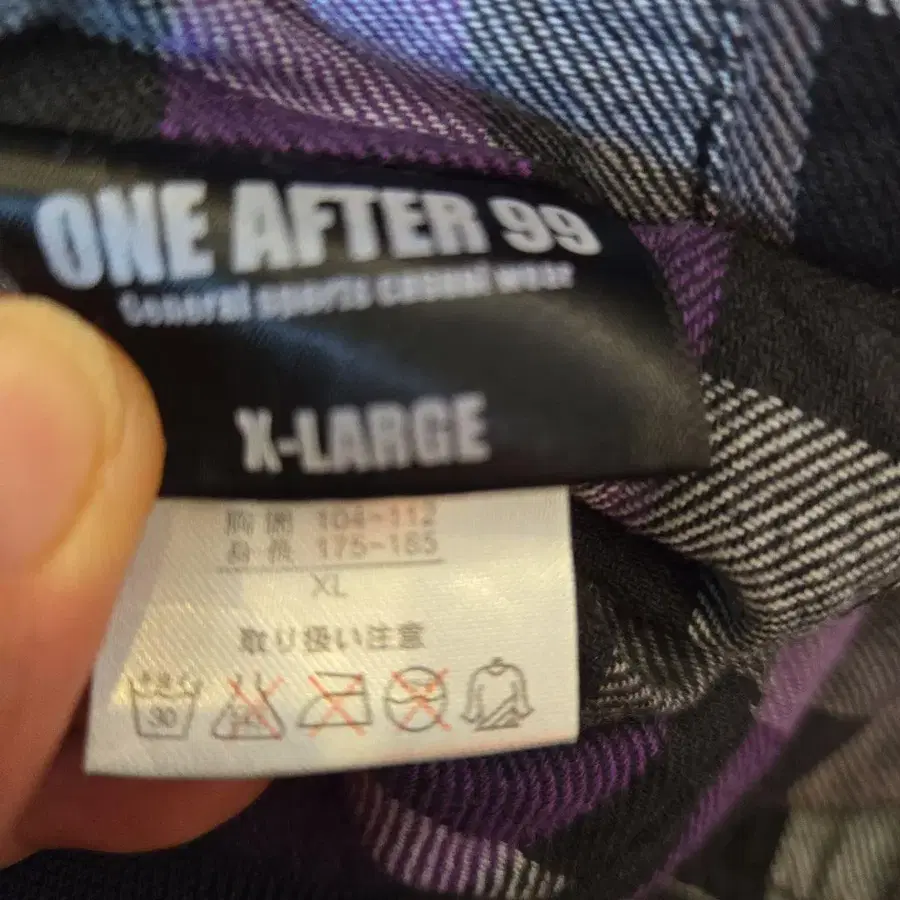 ONE AFTER 99
General sports casual wear
X-LARGE
胸囲 104~112
身長 175~185
XL
取り扱い注意
30